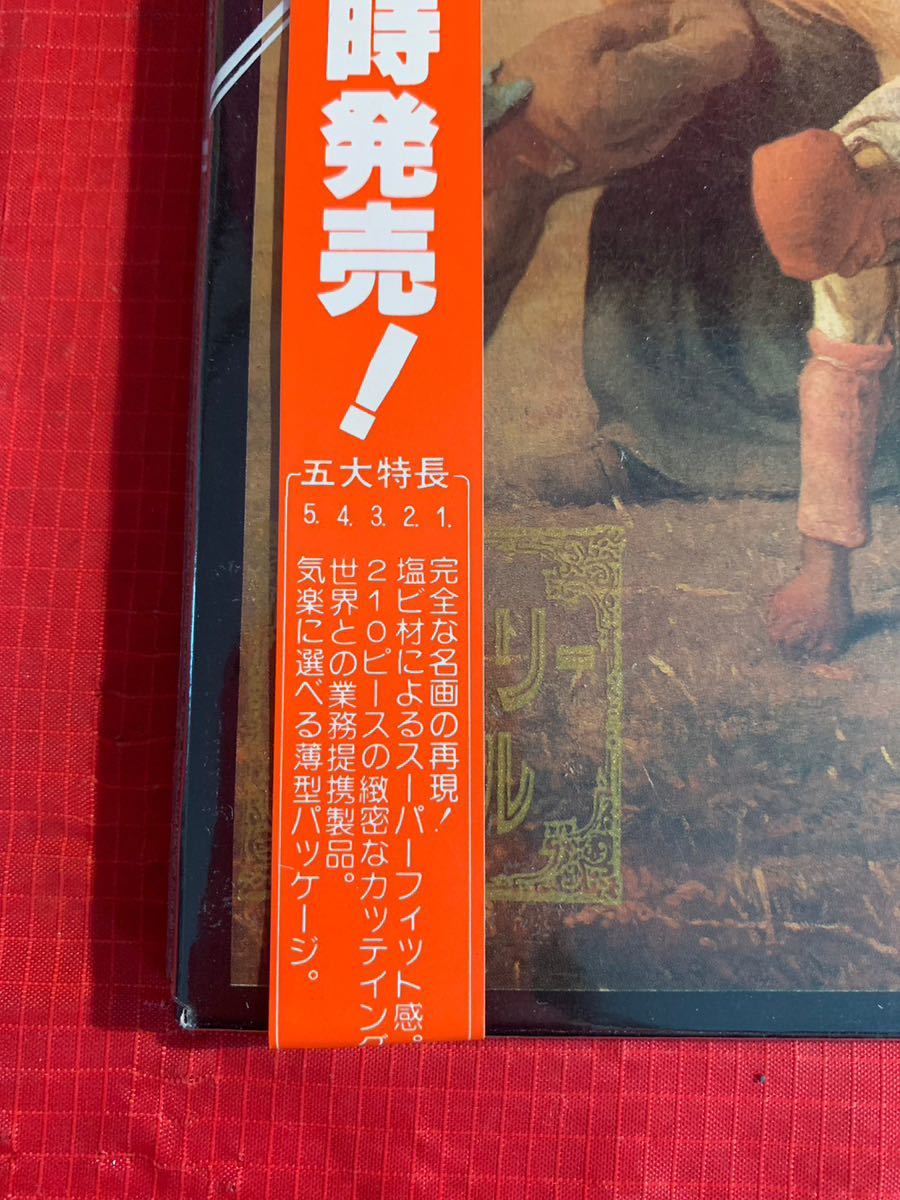 時発売!
五大特長
1. 完全な名画の再現!
2. 塩ビ材によるスーパーフィット感。
3. 210ピースの緻密なカッティング
4. 世界との業務提携製品。
5. 気楽に選べる薄型パッケージ。
リー
ル